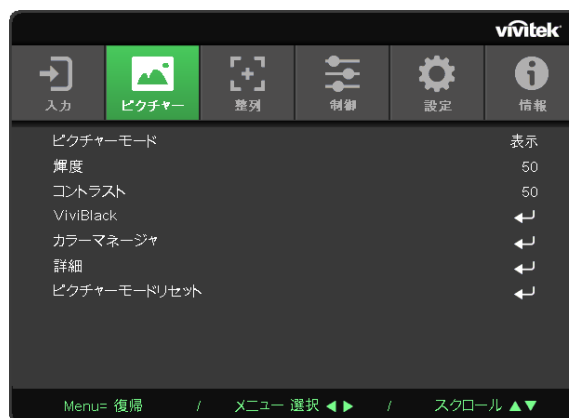 vivitek
入力 ピクチャー 整列 制御 設定 情報
ピクチャーモード 表示
輝度 50
コントラスト 50
ViviBlack
カラーマネージャ
詳細
ピクチャーモードリセット
Menu= 復帰 / メニュー 選択 ◀ ▶ / スクロール ▲▼